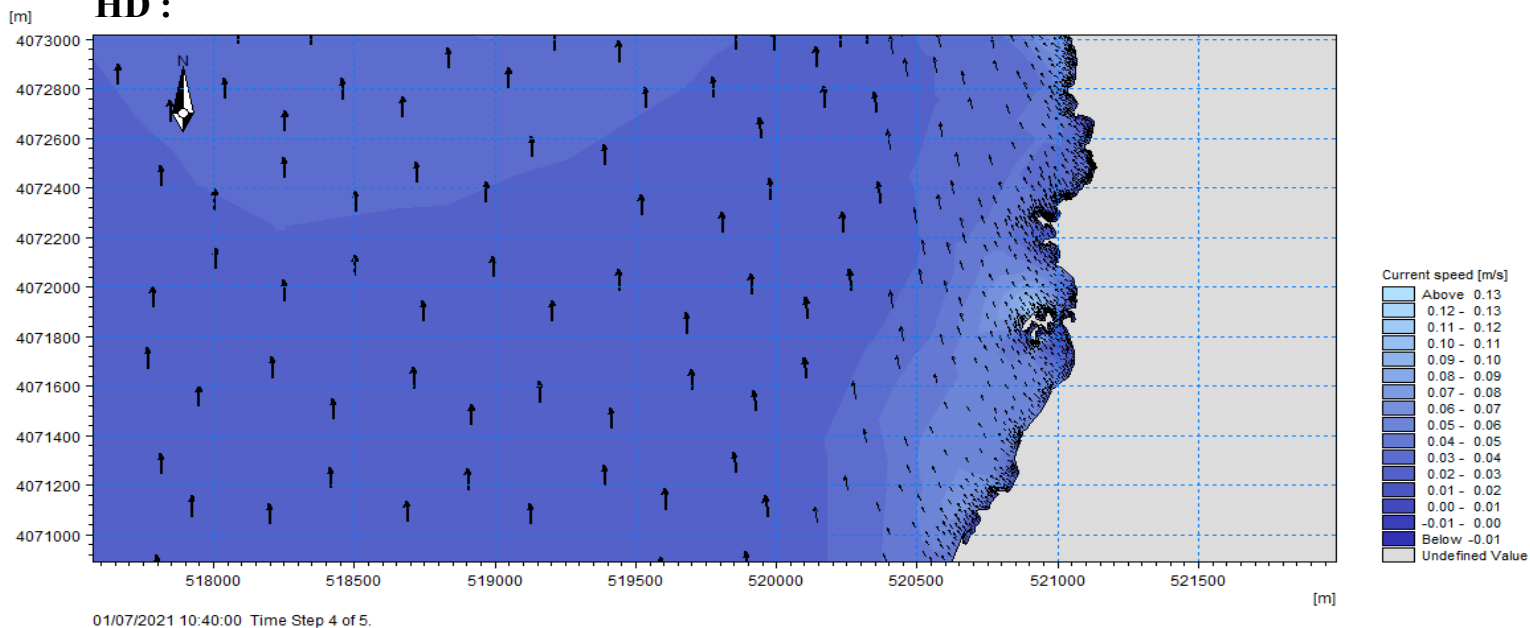 HD :
[m]
4073000
4072800
4072600
4072400
4072200
4072000
4071800
4071600
4071400
4071200
4071000
N
518000 518500 519000 519500 520000 520500 521000 521500
[m]
01/07/2021 10:40:00 Time Step 4 of 5.
Current speed [m/s]
Above 0.13
0.12 - 0.13
0.11 - 0.12
0.10 - 0.11
0.09 - 0.10
0.08 - 0.09
0.07 - 0.08
0.06 - 0.07
0.05 - 0.06
0.04 - 0.05
0.03 - 0.04
0.02 - 0.03
0.01 - 0.02
0.00 - 0.01
-0.01 - 0.00
Below -0.01
Undefined Value